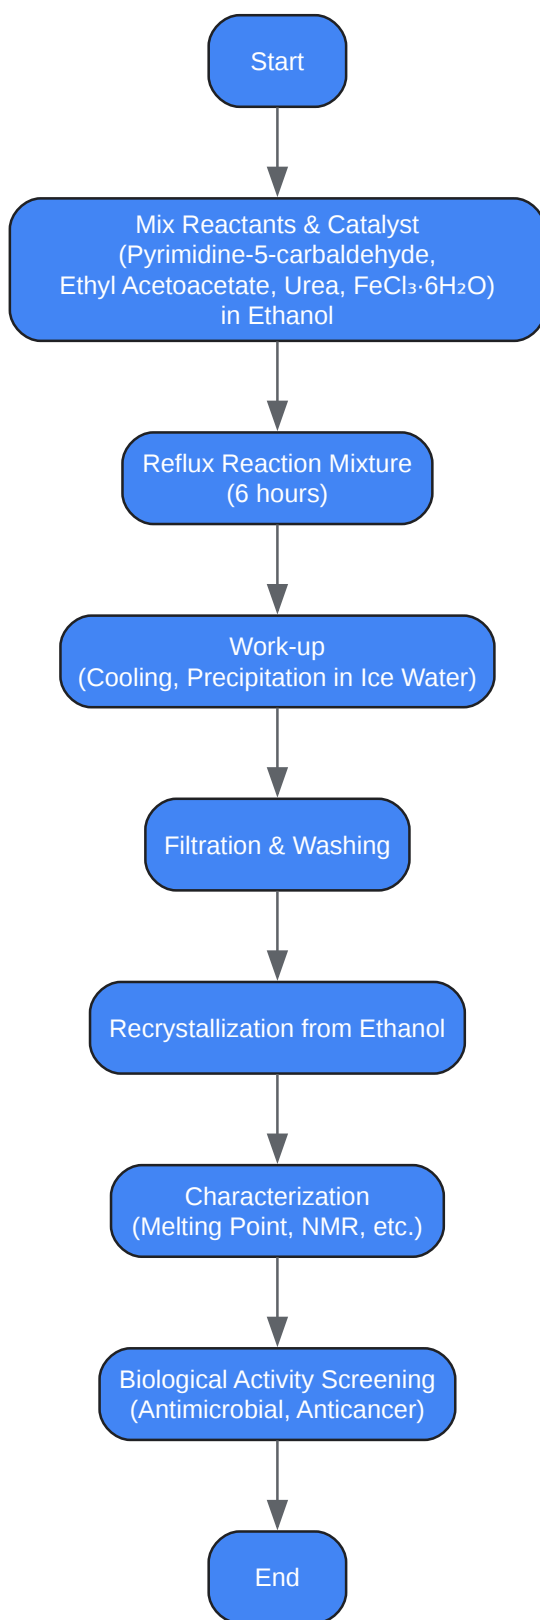 Start
Mix Reactants & Catalyst
(Pyrimidine-5-carbaldehyde,
Ethyl Acetoacetate, Urea, FeCl₃·6H₂O)
in Ethanol
Reflux Reaction Mixture
(6 hours)
Work-up
(Cooling, Precipitation in Ice Water)
Filtration & Washing
Recrystallization from Ethanol
Characterization
(Melting Point, NMR, etc.)
Biological Activity Screening
(Antimicrobial, Anticancer)
End